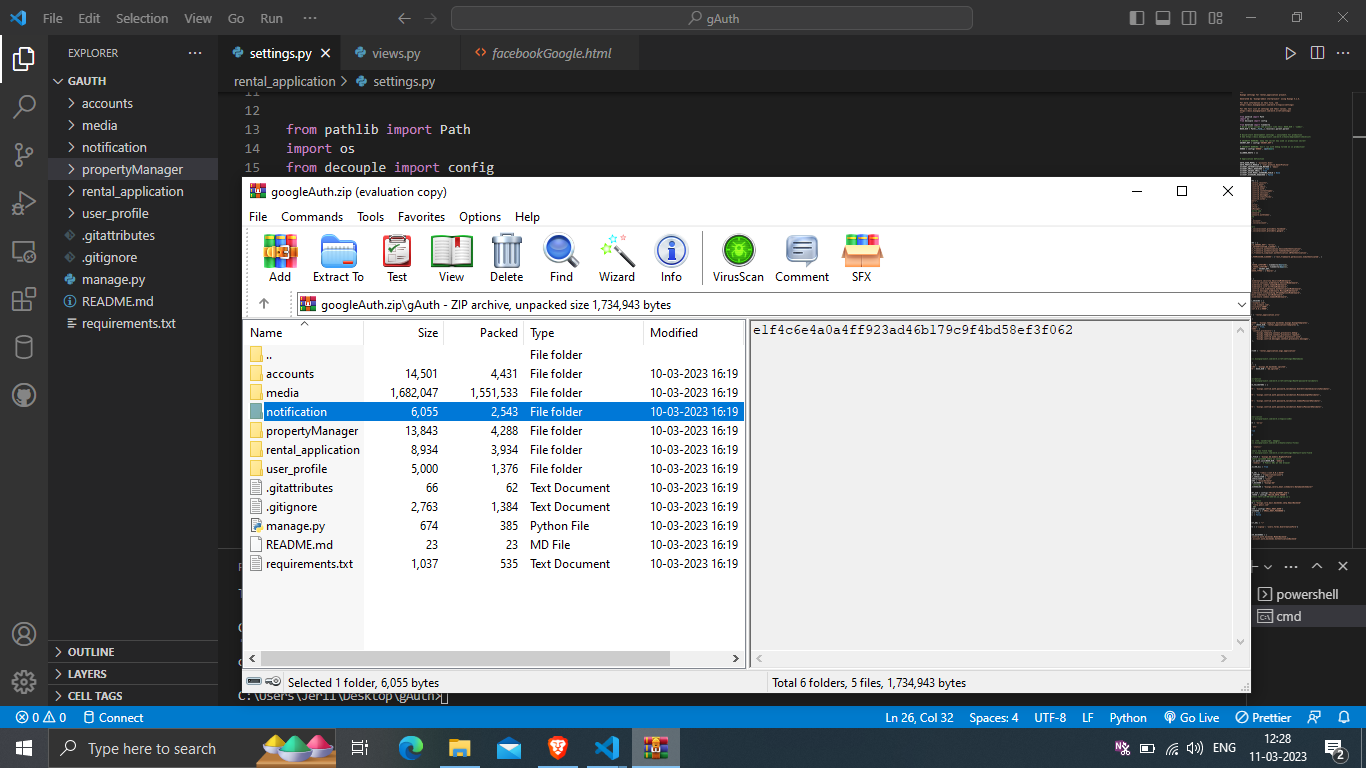 File Edit Selection View Go Run ··· gAuth
EXPLORER ···
GAUTH
accounts
media
notification
propertyManager
rental_application
user_profile
.gitattributes
.gitignore
manage.py
README.md
requirements.txt
OUTLINE
LAYERS
CELL TAGS
settings.py views.py facebookGoogle.html
rental_application > settings.py
11
12
13 from pathlib import Path
14 import os
15 from decouple import config
googleAuth.zip (evaluation copy)
File Commands Tools Favorites Options Help
Add Extract To Test View Delete Find Wizard Info VirusScan Comment SFX
googleAuth.zip\gAuth - ZIP archive, unpacked size 1,734,943 bytes
Name Size Packed Type Modified
.. File folder
accounts 14,501 4,431 File folder 10-03-2023 16:19
media 1,682,047 1,551,533 File folder 10-03-2023 16:19
notification 6,055 2,543 File folder 10-03-2023 16:19
propertyManager 13,843 4,288 File folder 10-03-2023 16:19
rental_application 8,934 3,934 File folder 10-03-2023 16:19
user_profile 5,000 1,376 File folder 10-03-2023 16:19
.gitattributes 66 62 Text Document 10-03-2023 16:19
.gitignore 2,763 1,384 Text Document 10-03-2023 16:19
manage.py 674 385 Python File 10-03-2023 16:19
README.md 23 23 MD File 10-03-2023 16:19
requirements.txt 1,037 535 Text Document 10-03-2023 16:19
e1f4c6e4a0a4ff923ad46b179c9f4bd58ef3f062
Selected 1 folder, 6,055 bytes
Total 6 folders, 5 files, 1,734,943 bytes
powershell
cmd
C:\Users\Jerli\Desktop\gAuth>
0 0 Connect
Ln 26, Col 32 Spaces: 4 UTF-8 LF Python Go Live Prettier
Type here to search
ENG
12:28
11-03-2023
2